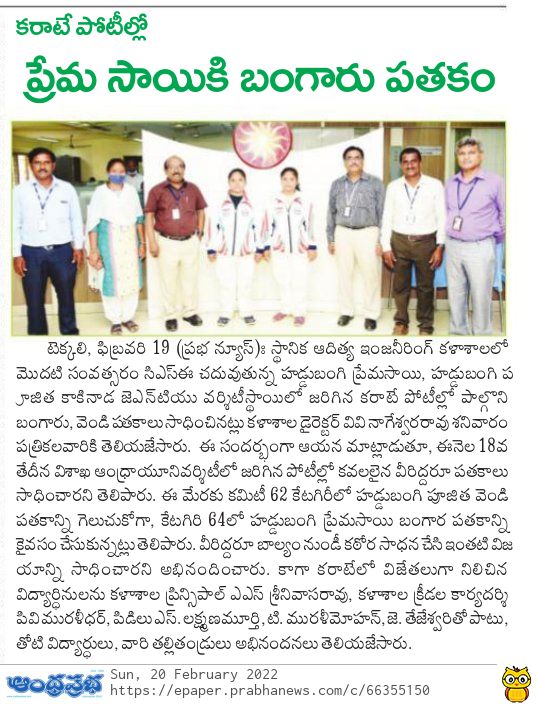 కరాటే పోటీల్లో
ప్రేమ సాయికి బంగారు పతకం
టెక్కలి, ఫిబ్రవరి 19 (ప్రభ న్యూస్): స్థానిక ఆదిత్య ఇంజనీరింగ్ కళాశాలలో
మొదటి సంవత్సరం సిఎస్ఈ చదువుతున్న హడ్డుబంగి ప్రేమసాయి, హడ్డుబంగి ప
ూజిత కాకినాడ జెఎన్‌టియు వర్శిటీస్థాయిలో జరిగిన కరాటే పోటీల్లో పాల్గొని
బంగారు, వెండి పతకాలు సాధించినట్లు కళాశాల డైరెక్టర్ వివి నాగేశ్వరరావు శనివారం
పత్రికలవారికి తెలియజేసారు. ఈ సందర్భంగా ఆయన మాట్లాడుతూ, ఈనెల 18వ
తేదీన విశాఖ ఆంధ్రాయూనివర్శిటీలో జరిగిన పోటీల్లో కవలలైన వీరిద్దరూ పతకాలు
సాధించారని తెలిపారు. ఈ మేరకు కమిటీ 62 కేటగిరీలో హడ్డుబంగి పూజిత వెండి
పతకాన్ని గెలుచుకోగా, కేటగిరి 64లో హడ్డుబంగి ప్రేమసాయి బంగార పతకాన్ని
కైవసం చేసుకున్నట్లు తెలిపారు. వీరిద్దరూ బాల్యం నుండీ కఠోర సాధన చేసి ఇంతటి విజ
యాన్ని సాధించారని అభినందించారు. కాగా కరాటేలో విజేతలుగా నిలిచిన
విద్యార్ధినులను కళాశాల ప్రిన్సిపాల్ ఎఎస్ శ్రీనివాసరావు, కళాశాల క్రీడల కార్యదర్శి
పివి మురళీధర్, పిడిలు ఎస్. లక్ష్మణమూర్తి, టి. మురళీమోహన్, జె. తేజేశ్వరితో పాటు,
తోటి విద్యార్థులు, వారి తల్లితండ్రులు అభినందనలు తెలియజేసారు.
ఆంధ్రప్రభ
Sun, 20 February 2022
https://epaper.prabhanews.com/c/66355150